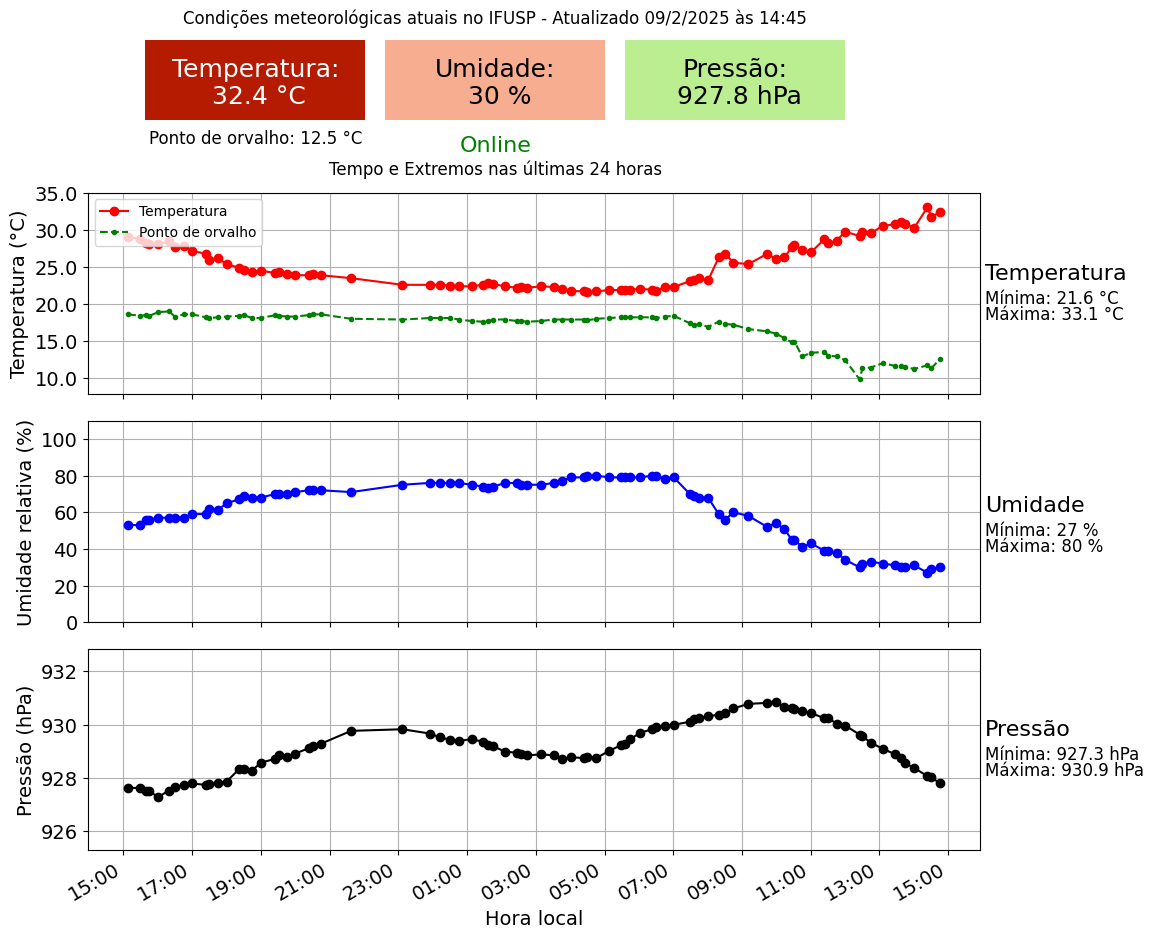 Condições meteorológicas atuais no IFUSP - Atualizado 09/2/2025 às 14:45
Temperatura:
32.4 °C
Umidade:
30 %
Pressão:
927.8 hPa
Ponto de orvalho: 12.5 °C
Online
Tempo e Extremos nas últimas 24 horas
Temperatura (°C)
35.0
30.0
25.0
20.0
15.0
10.0
Temperatura
Ponto de orvalho
Temperatura
Mínima: 21.6 °C
Máxima: 33.1 °C
Umidade relativa (%)
100
80
60
40
20
0
Umidade
Mínima: 27 %
Máxima: 80 %
Pressão (hPa)
932
930
928
926
Pressão
Mínima: 927.3 hPa
Máxima: 930.9 hPa
15:00 17:00 19:00 21:00 23:00 01:00 03:00 05:00 07:00 09:00 11:00 13:00 15:00
Hora local